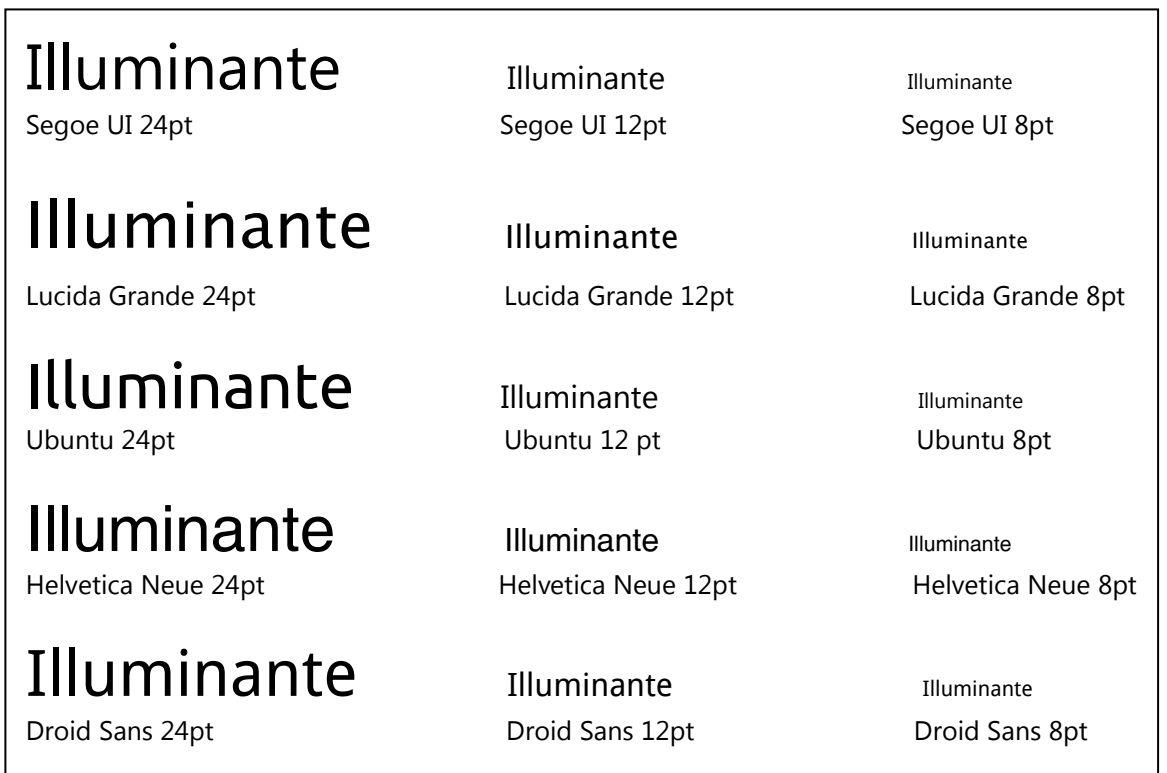 Illuminante Illuminante Illuminante
Segoe UI 24pt Segoe UI 12pt Segoe UI 8pt
Illuminante Illuminante Illuminante
Lucida Grande 24pt Lucida Grande 12pt Lucida Grande 8pt
Illuminante Illuminante Illuminante
Ubuntu 24pt Ubuntu 12 pt Ubuntu 8pt
Illuminante Illuminante Illuminante
Helvetica Neue 24pt Helvetica Neue 12pt Helvetica Neue 8pt
Illuminante Illuminante Illuminante
Droid Sans 24pt Droid Sans 12pt Droid Sans 8pt